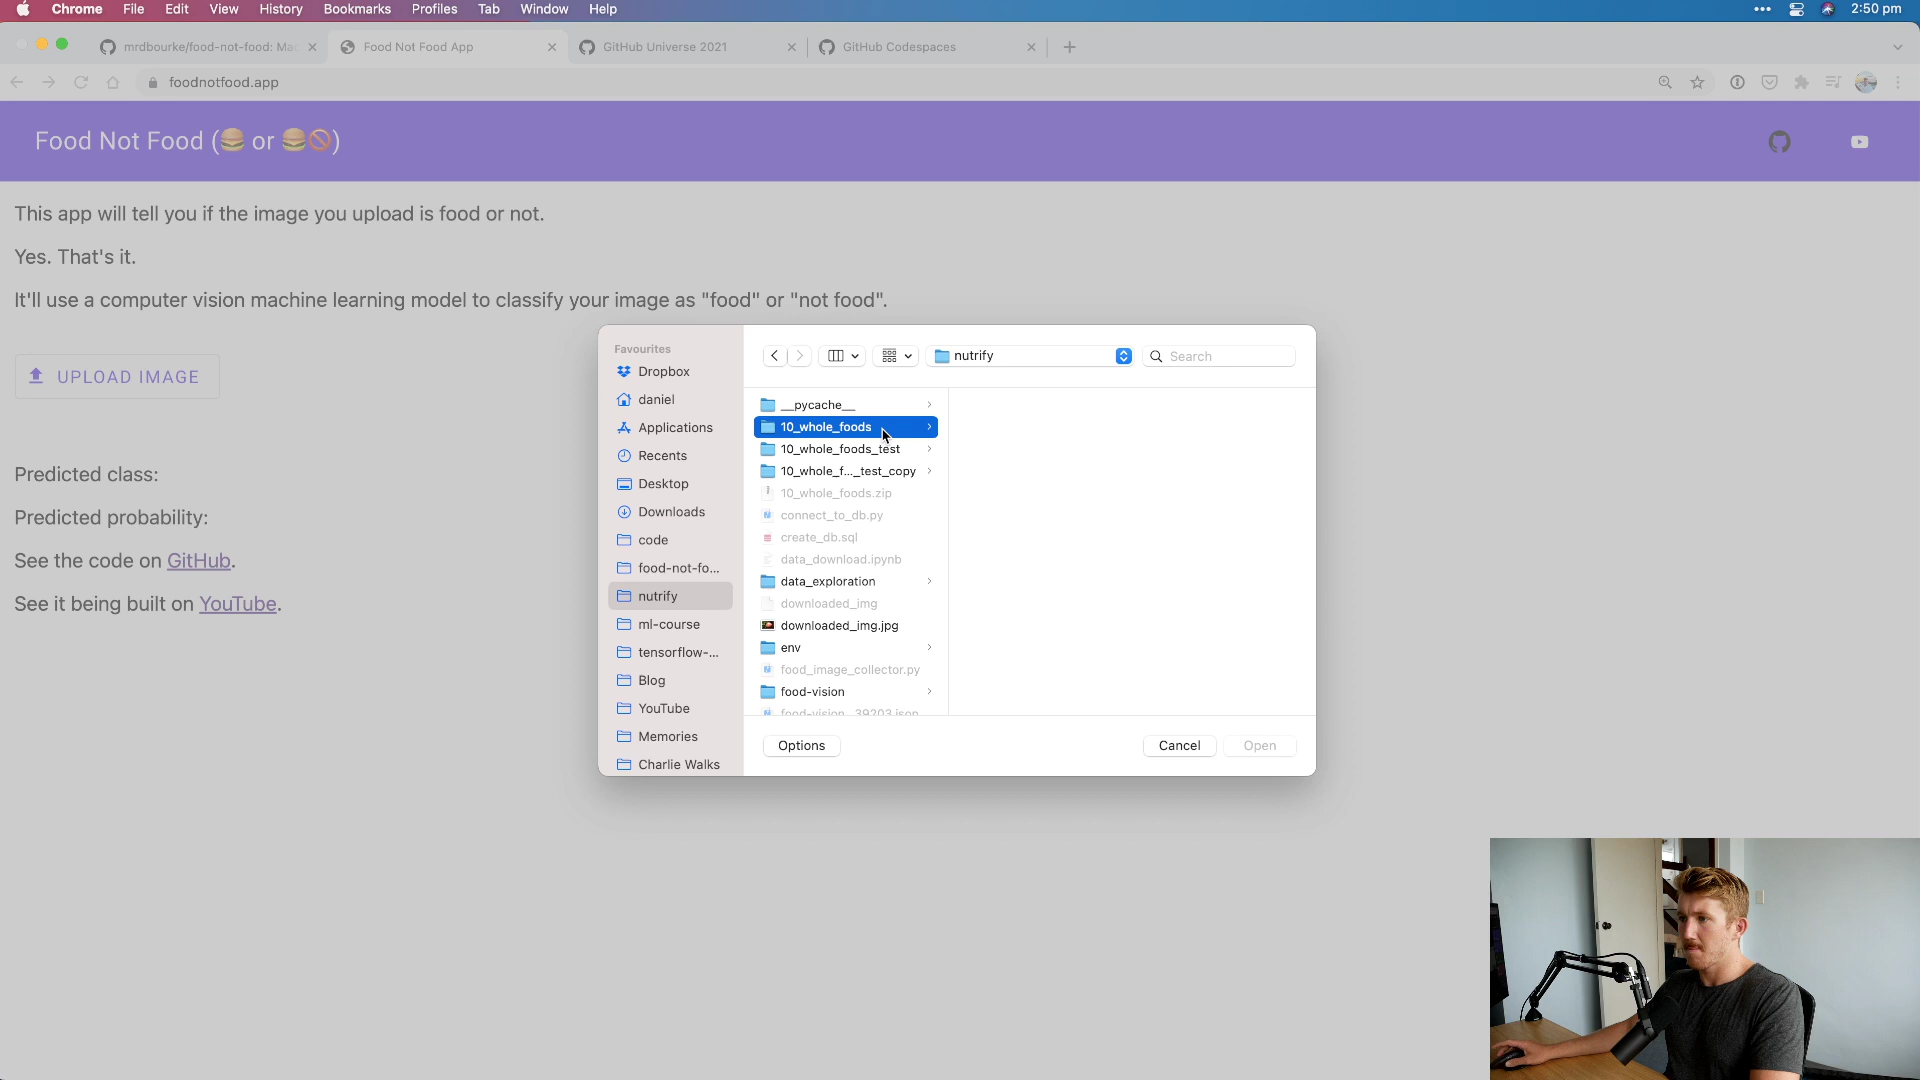 Chrome File Edit View History Bookmarks Profiles Tab Window Help 2:50 pm
mrdbourke/food-not-food: Mac Food Not Food App GitHub Universe 2021 GitHub Codespaces
foodnotfood.app
Food Not Food (🍔 or 🍔🚫)
This app will tell you if the image you upload is food or not.
Yes. That's it.
It'll use a computer vision machine learning model to classify your image as "food" or "not food".
UPLOAD IMAGE
Predicted class:
Predicted probability:
See the code on GitHub.
See it being built on YouTube.
Favourites
Dropbox
daniel
Applications
Recents
Desktop
Downloads
code
food-not-fo...
nutrify
ml-course
tensorflow-...
Blog
YouTube
Memories
Charlie Walks
nutrify
Search
__pycache__
10_whole_foods
10_whole_foods_test
10_whole_f..._test_copy
10_whole_foods.zip
connect_to_db.py
create_db.sql
data_download.ipynb
data_exploration
downloaded_img
downloaded_img.jpg
env
food_image_collector.py
food-vision
food-vision...39203.json
Options
Cancel
Open